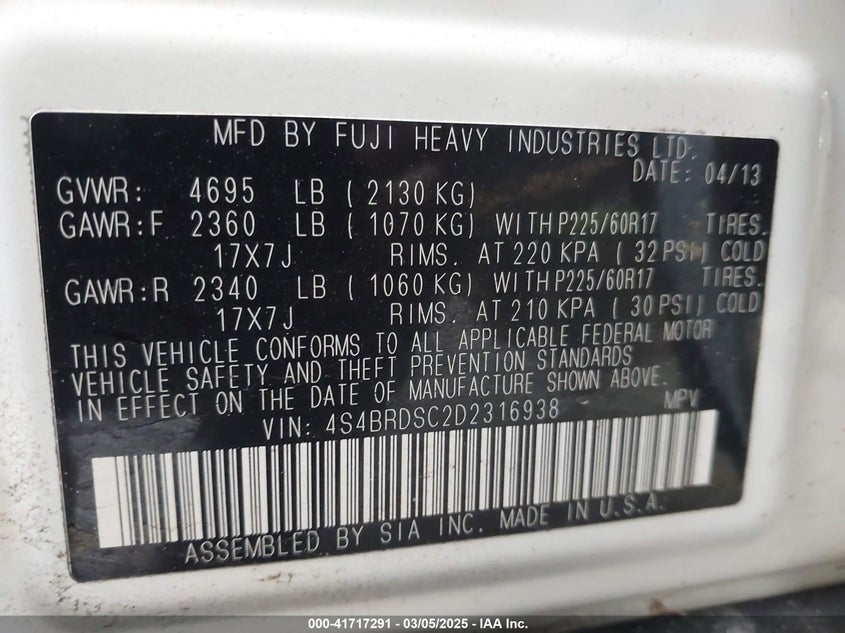 MFD BY FUJI HEAVY INDUSTRIES LTD.
DATE: 04/13
GVWR: 4695 LB ( 2130 KG)
GAWR:F 2360 LB ( 1070 KG) WITH P225/60R17 TIRES.
17X7J RIMS. AT 220 KPA ( 32 PSI) COLD
GAWR:R 2340 LB ( 1060 KG) WITH P225/60R17 TIRES.
17X7J RIMS. AT 210 KPA ( 30 PSI) COLD
THIS VEHICLE CONFORMS TO ALL APPLICABLE FEDERAL MOTOR
VEHICLE SAFETY AND THEFT PREVENTION STANDARDS
IN EFFECT ON THE DATE OF MANUFACTURE SHOWN ABOVE.
VIN: 4S4BRDSC2D2316938 MPV
ASSEMBLED BY SIA INC. MADE IN U.S.A.
000-41717291 - 03/05/2025 - IAA Inc.